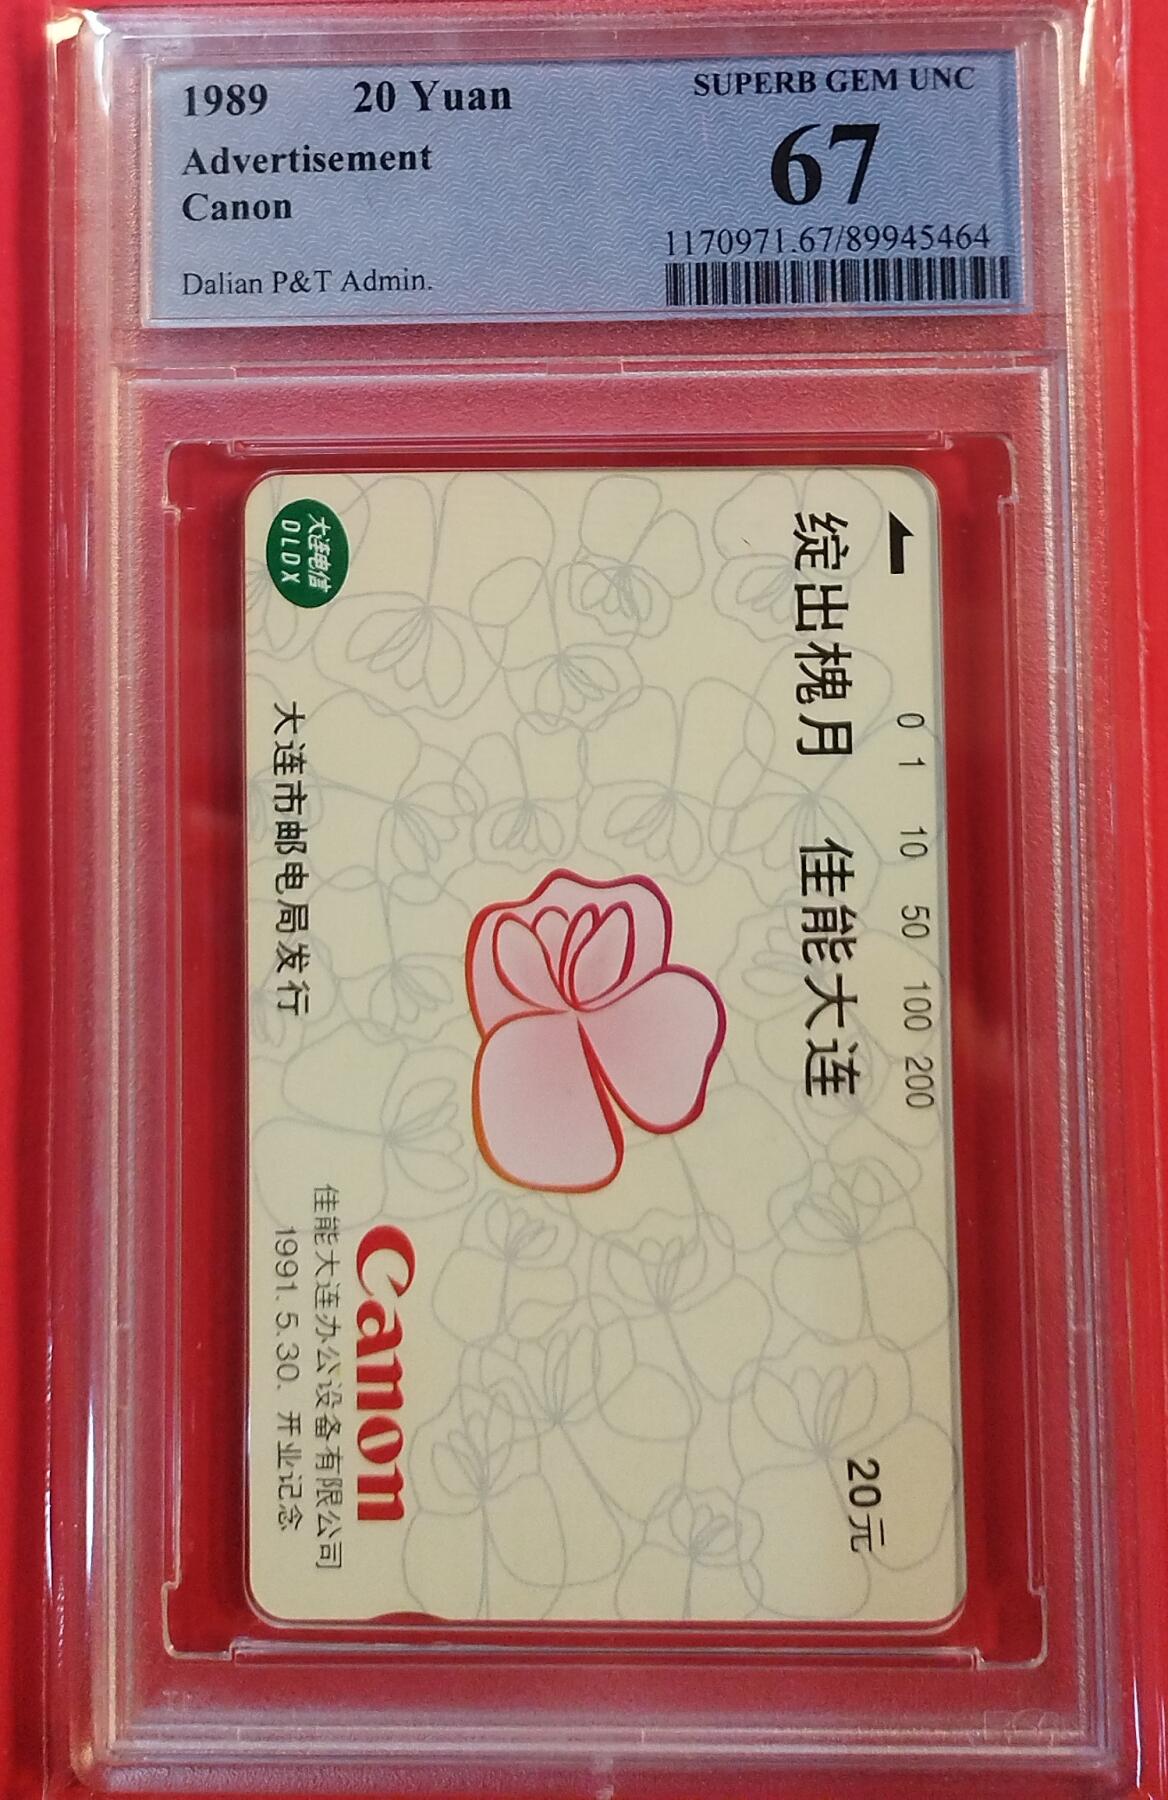 1989 20 Yuan
Advertisement
Canon
Dalian P&T Admin.
SUPERB GEM UNC
67
1170971.67/89945464
0 1 10 50 100 200
绽出槐月 佳能大连
20元
Canon
佳能大连办公设备有限公司
1991.5.30. 开业记念
大连市邮电局发行
大连电信
DLDX